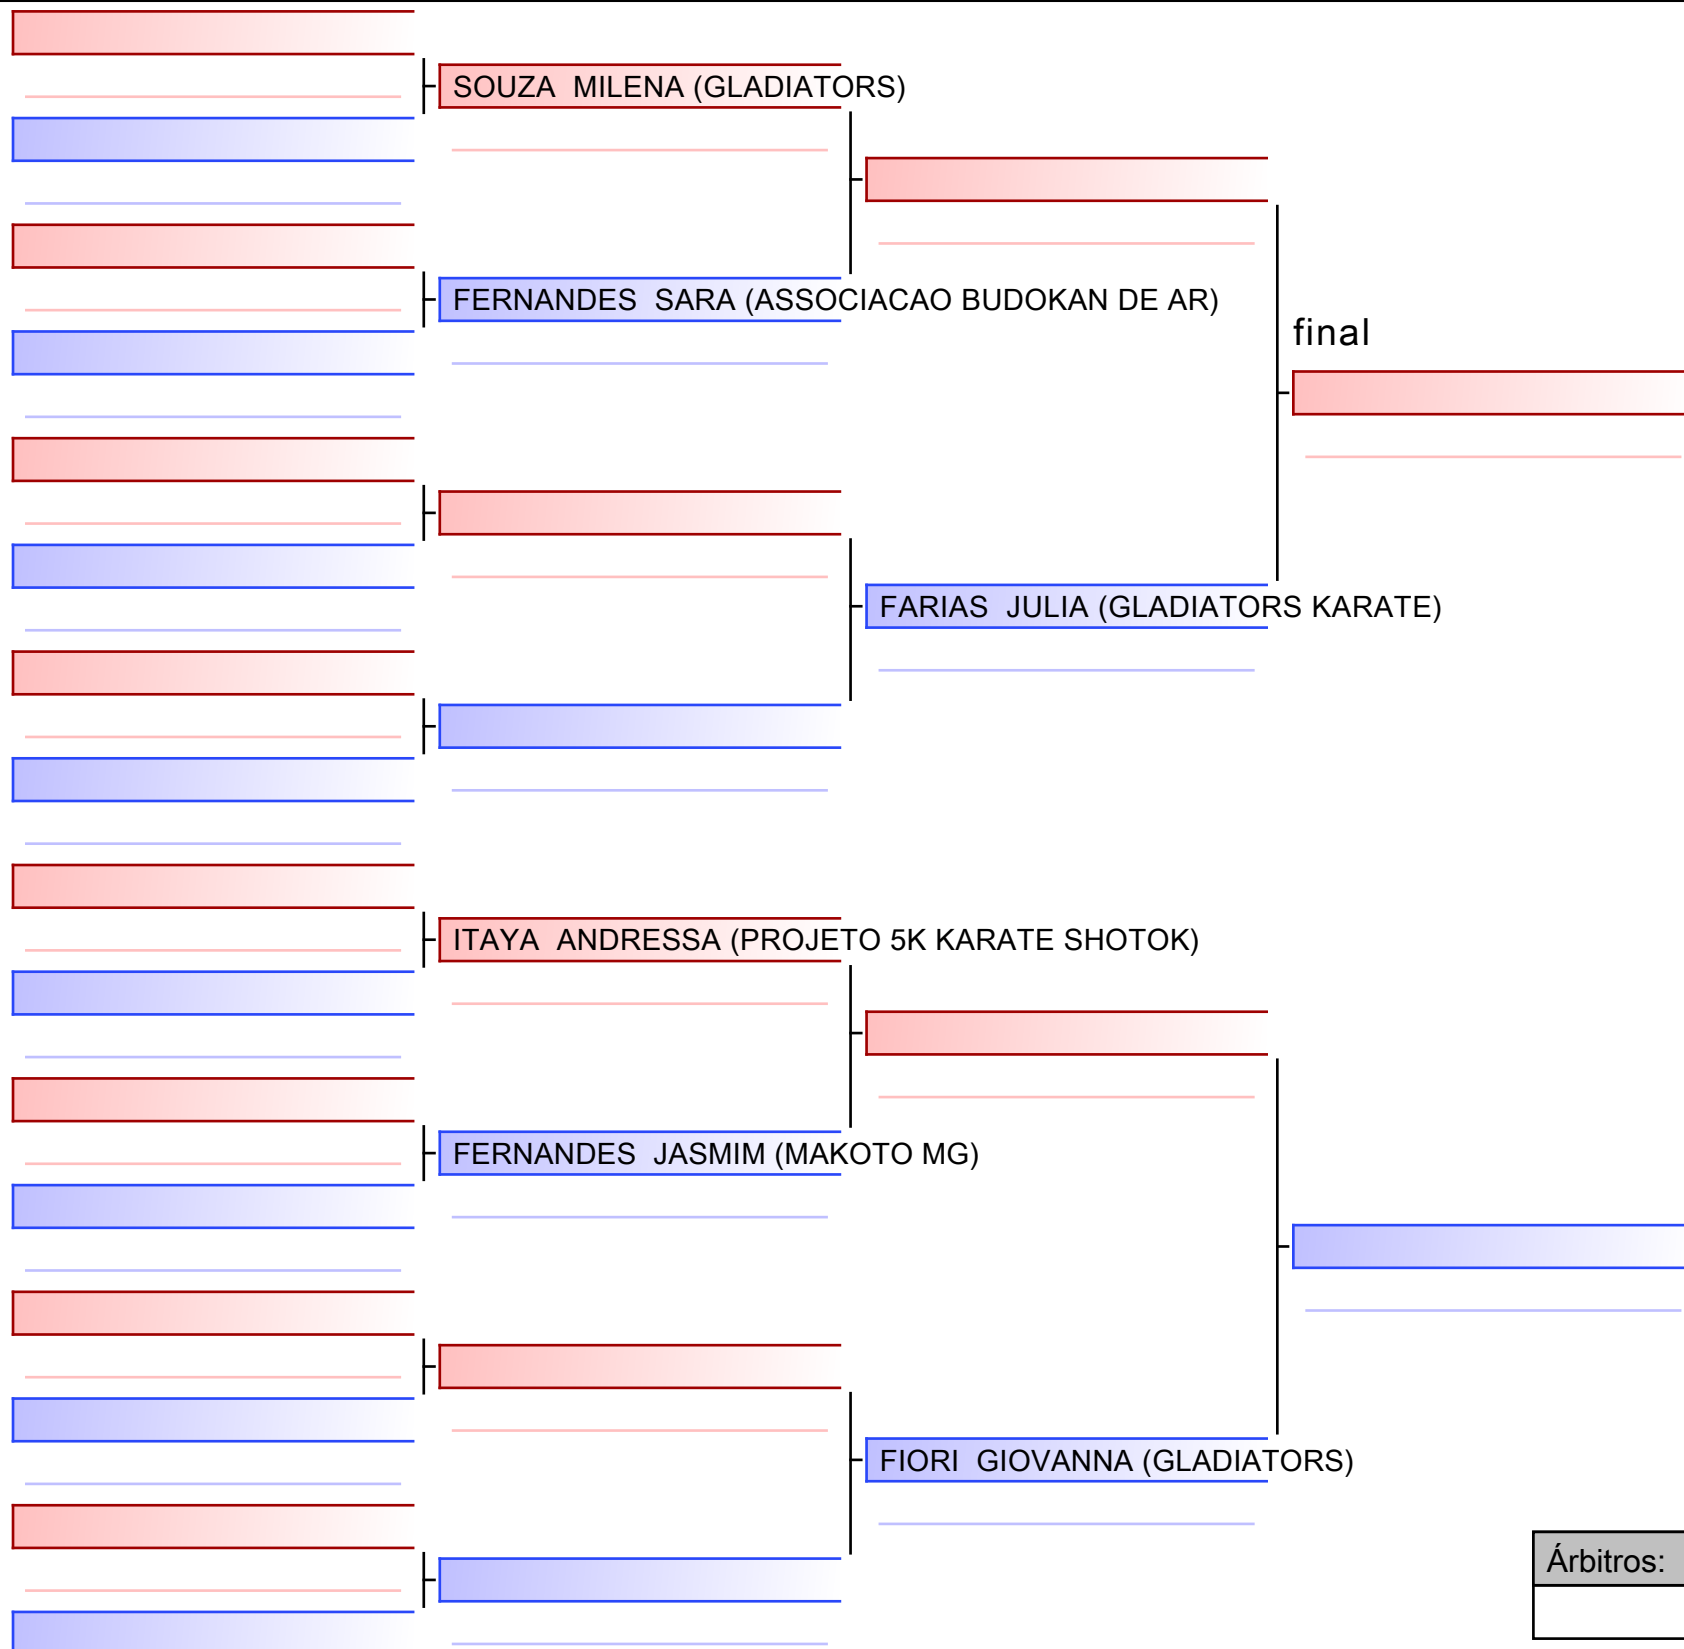 SOUZA  MILENA (GLADIATORS)
FERNANDES  SARA (ASSOCIACAO BUDOKAN DE AR)
final
FARIAS  JULIA (GLADIATORS KARATE)
ITAYA  ANDRESSA (PROJETO 5K KARATE SHOTOK)
FERNANDES  JASMIM (MAKOTO MG)
FIORI  GIOVANNA (GLADIATORS)
Árbitros: